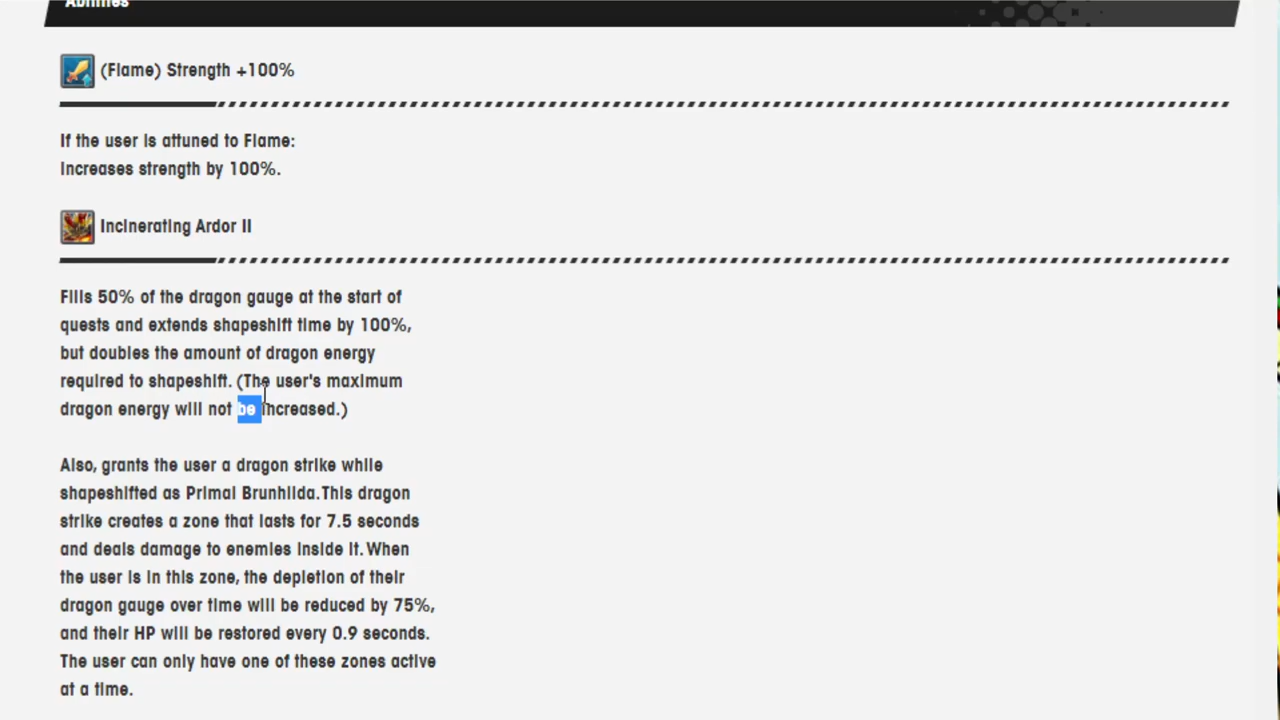 Abilities
(Flame) Strength +100%
If the user is attuned to Flame:
Increases strength by 100%.
Incinerating Ardor II
Fills 50% of the dragon gauge at the start of
quests and extends shapeshift time by 100%,
but doubles the amount of dragon energy
required to shapeshift. (The user's maximum
dragon energy will not be increased.)
Also, grants the user a dragon strike while
shapeshifted as Primal Brunhilda. This dragon
strike creates a zone that lasts for 7.5 seconds
and deals damage to enemies inside it. When
the user is in this zone, the depletion of their
dragon gauge over time will be reduced by 75%,
and their HP will be restored every 0.9 seconds.
The user can only have one of these zones active
at a time.